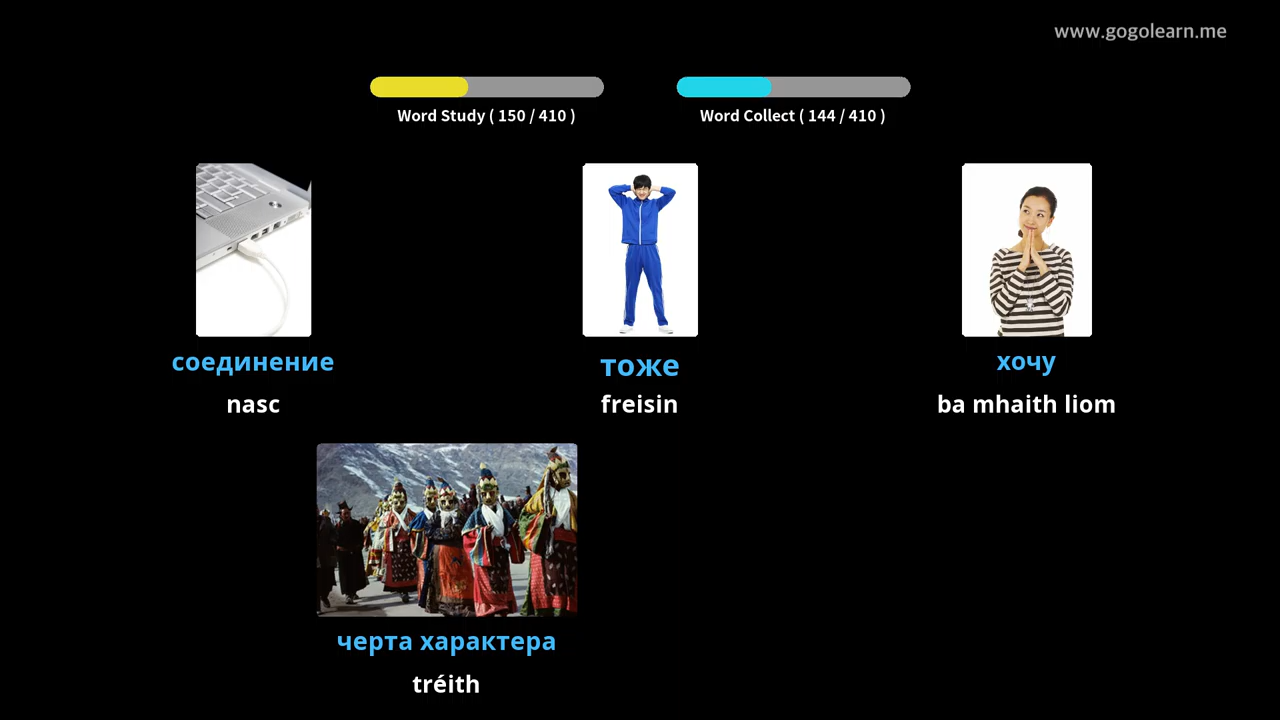 www.gogolearn.me
Word Study ( 150 / 410 )
Word Collect ( 144 / 410 )
соединение
тоже
хочу
nasc
freisin
ba mhaith liom
черта характера
tréith